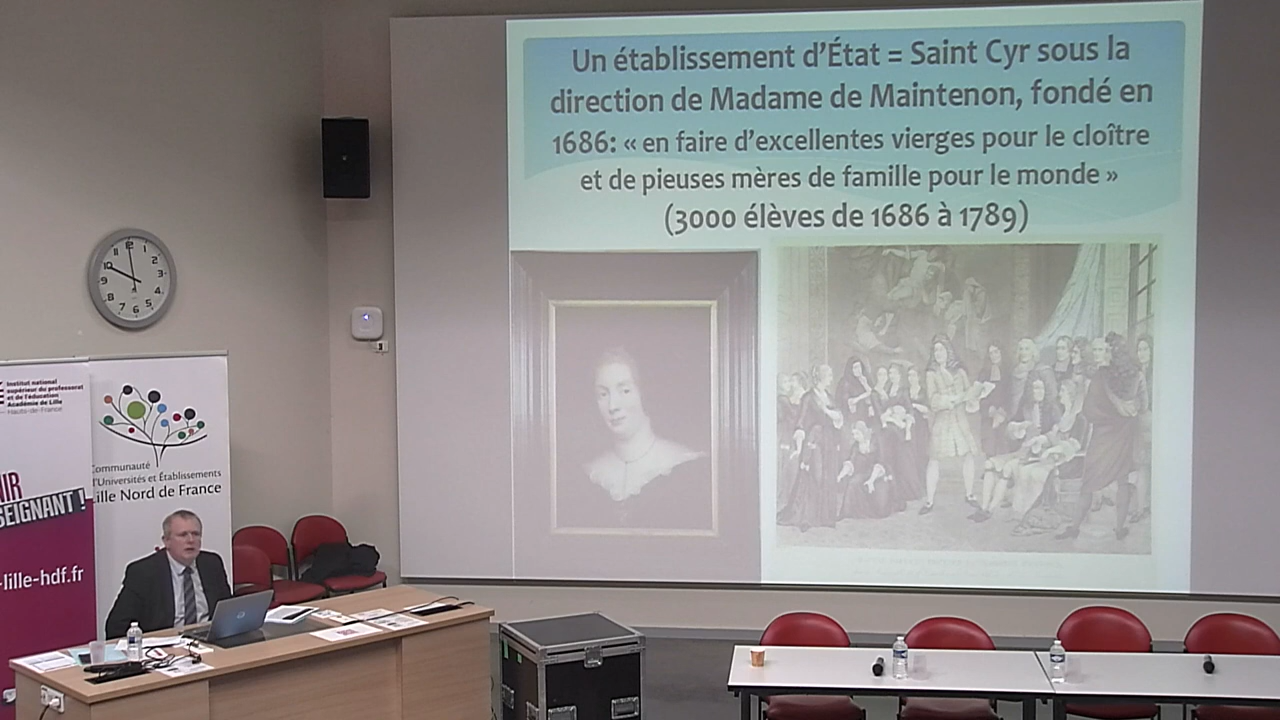 Un établissement d'État = Saint Cyr sous la
direction de Madame de Maintenon, fondé en
1686: « en faire d'excellentes vierges pour le cloître
et de pieuses mères de famille pour le monde »
(3000 élèves de 1686 à 1789)
Institut national
supérieur du professorat
et de l'éducation
Académie de Lille
Hauts-de-France
Communauté
d'Universités et Établissements
Lille Nord de France
NIR
SEIGNANT !
-lille-hdf.fr